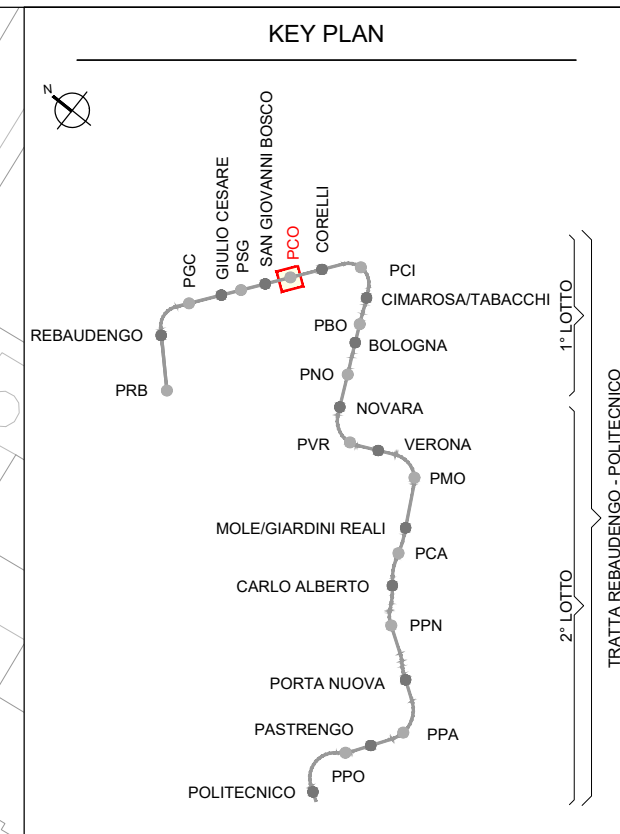 KEY PLAN
N
PGC
GIULIO CESARE
PSG
SAN GIOVANNI BOSCO
PCO
CORELLI
PCI
CIMAROSA/TABACCHI
REBAUDENGO
PBO
BOLOGNA
PRB
PNO
NOVARA
PVR
VERONA
PMO
MOLE/GIARDINI REALI
PCA
CARLO ALBERTO
PPN
PORTA NUOVA
PASTRENGO
PPA
PPO
POLITECNICO
1° LOTTO
2° LOTTO
TRATTA REBAUDENGO - POLITECNICO